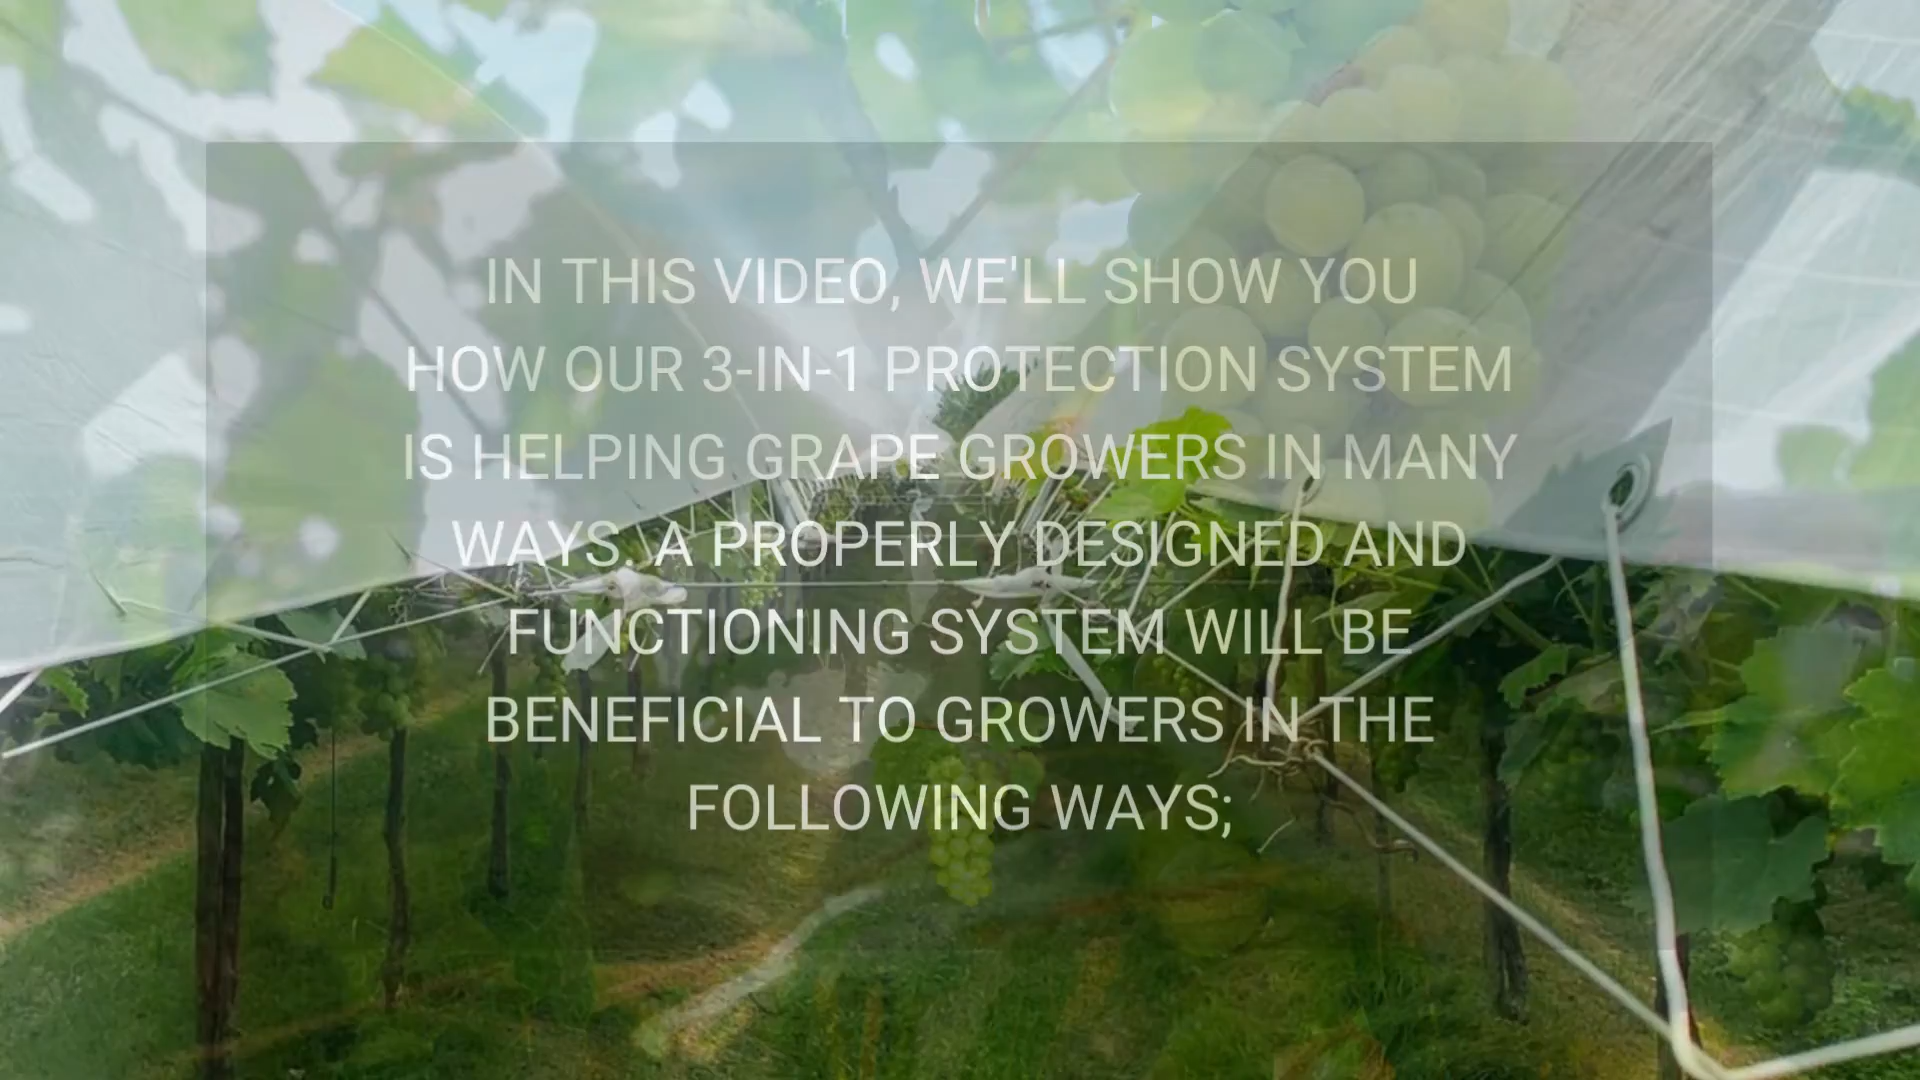 IN THIS VIDEO, WE'LL SHOW YOU
HOW OUR 3-IN-1 PROTECTION SYSTEM
IS HELPING GRAPE GROWERS IN MANY
WAYS. A PROPERLY DESIGNED AND
FUNCTIONING SYSTEM WILL BE
BENEFICIAL TO GROWERS IN THE
FOLLOWING WAYS;